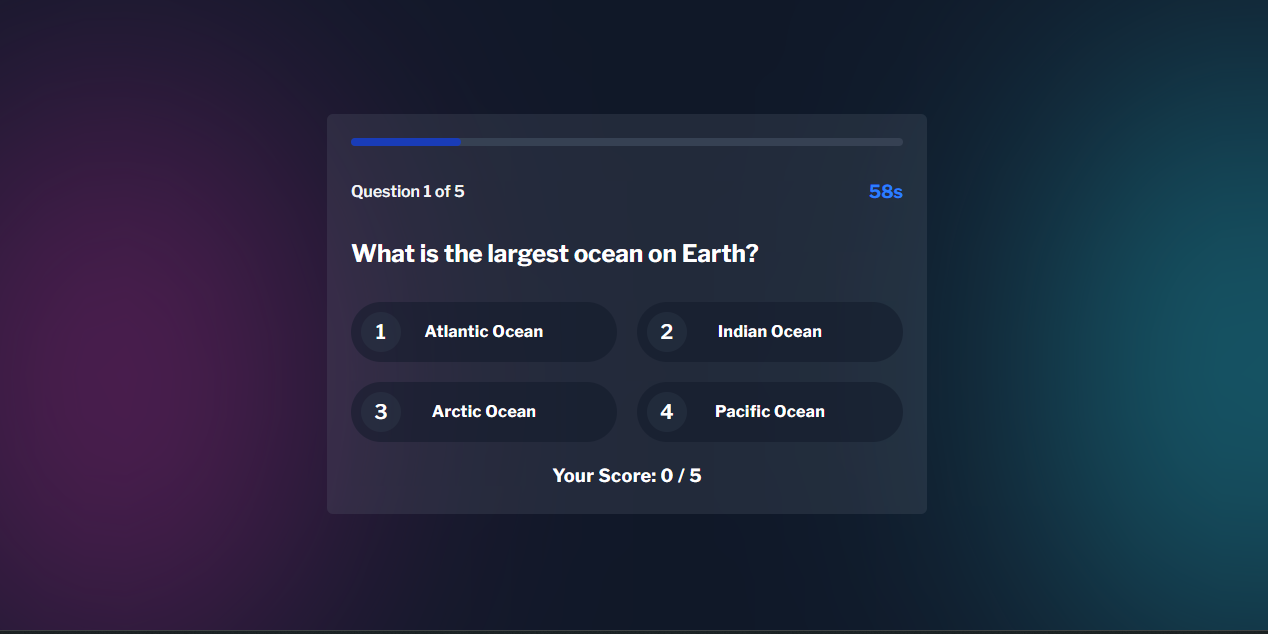 Question 1 of 5
58s
What is the largest ocean on Earth?
1 Atlantic Ocean
2 Indian Ocean
3 Arctic Ocean
4 Pacific Ocean
Your Score: 0 / 5